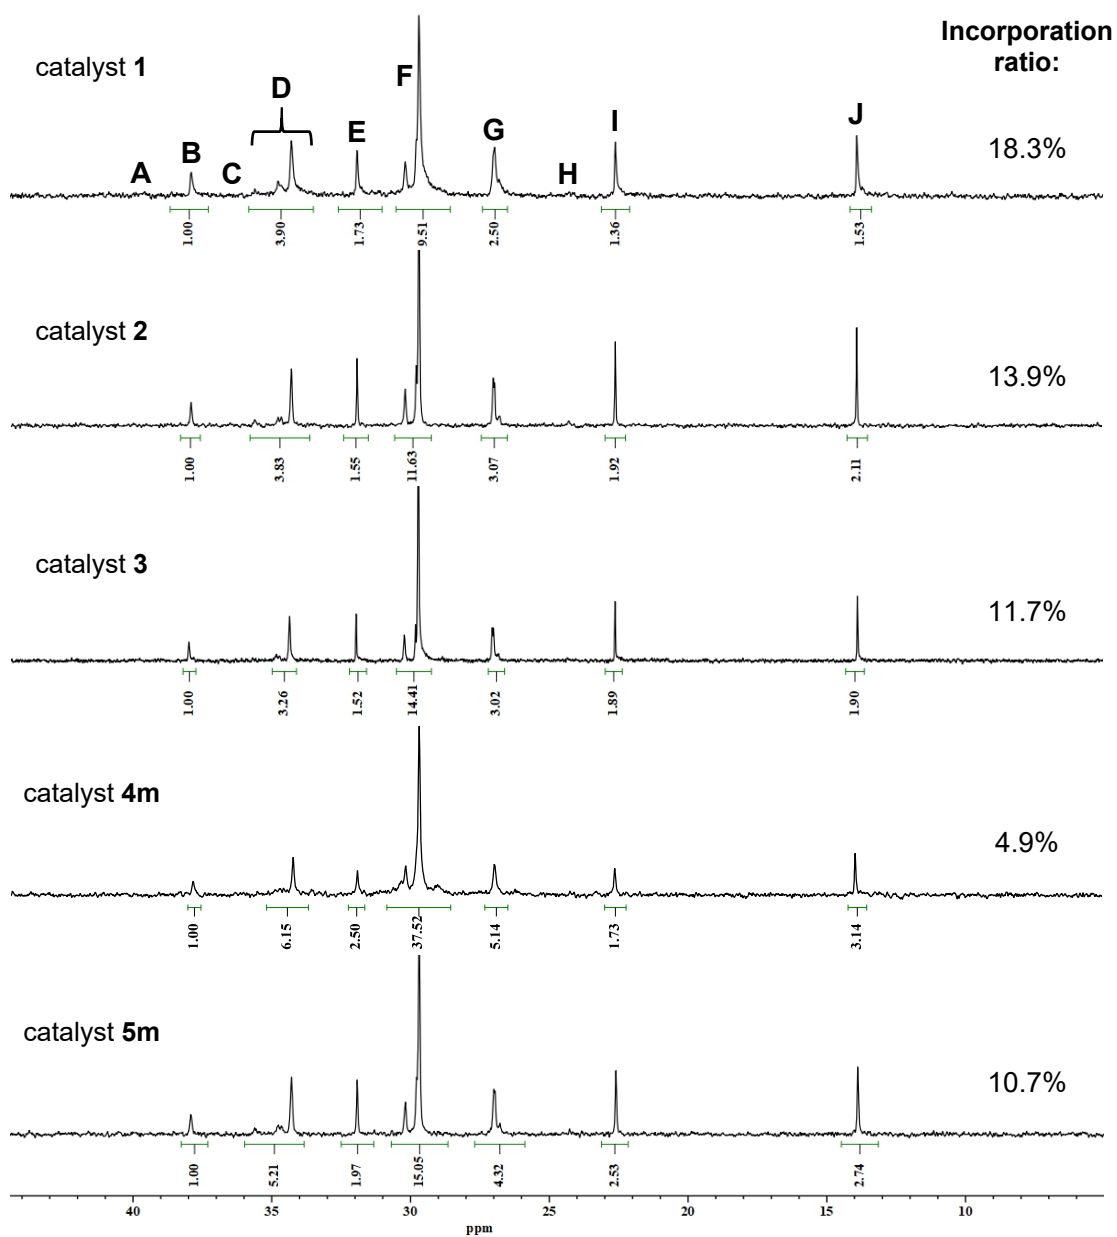 Incorporation
ratio:
catalyst 1
A
B
C
D
E
F
G
H
I
J
18.3%
1.00
3.90
1.73
9.51
2.50
1.36
1.53
catalyst 2
13.9%
1.00
3.83
1.55
11.63
3.07
1.92
2.11
catalyst 3
11.7%
1.00
3.26
1.52
14.41
3.02
1.89
1.90
catalyst 4m
4.9%
1.00
6.15
2.50
37.52
5.14
1.73
3.14
catalyst 5m
10.7%
1.00
5.21
1.97
15.05
4.32
2.53
2.74
40 35 30 25 20 15 10
ppm